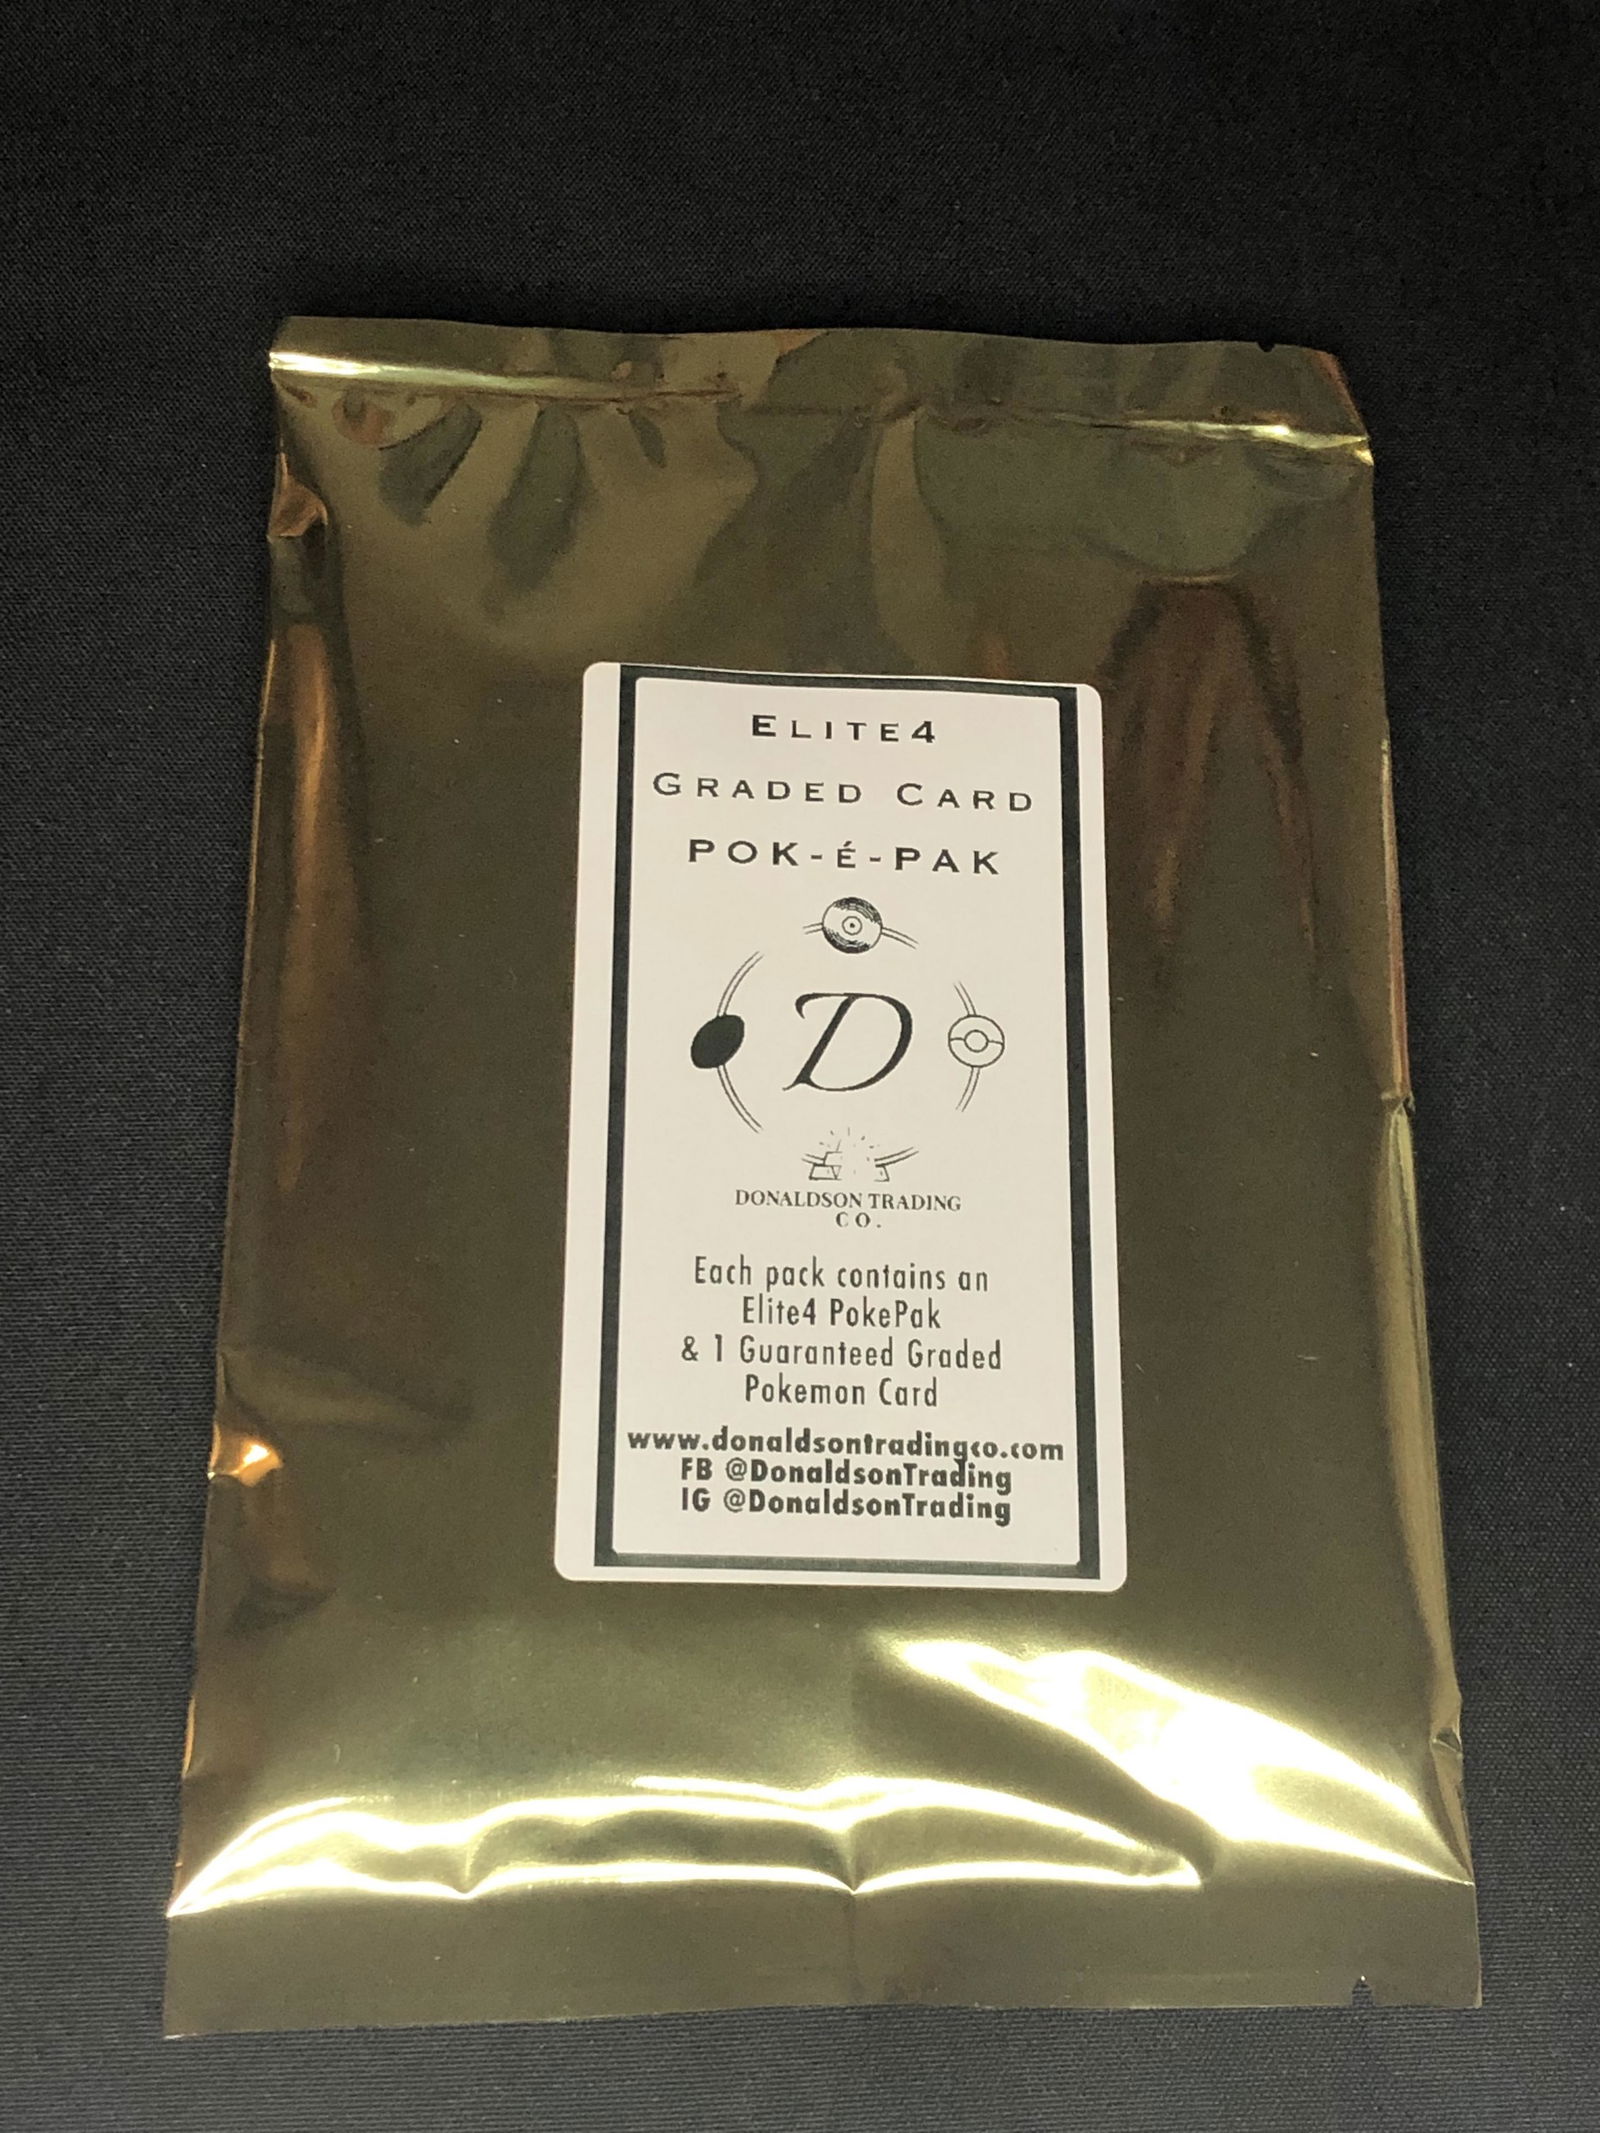 ELITE4
GRADED CARD
POK-É-PAK
D
DONALDSON TRADING
CO.
Each pack contains an
Elite4 PokePak
& 1 Guaranteed Graded
Pokemon Card
www.donaldsontradingco.com
FB @DonaldsonTrading
IG @DonaldsonTrading